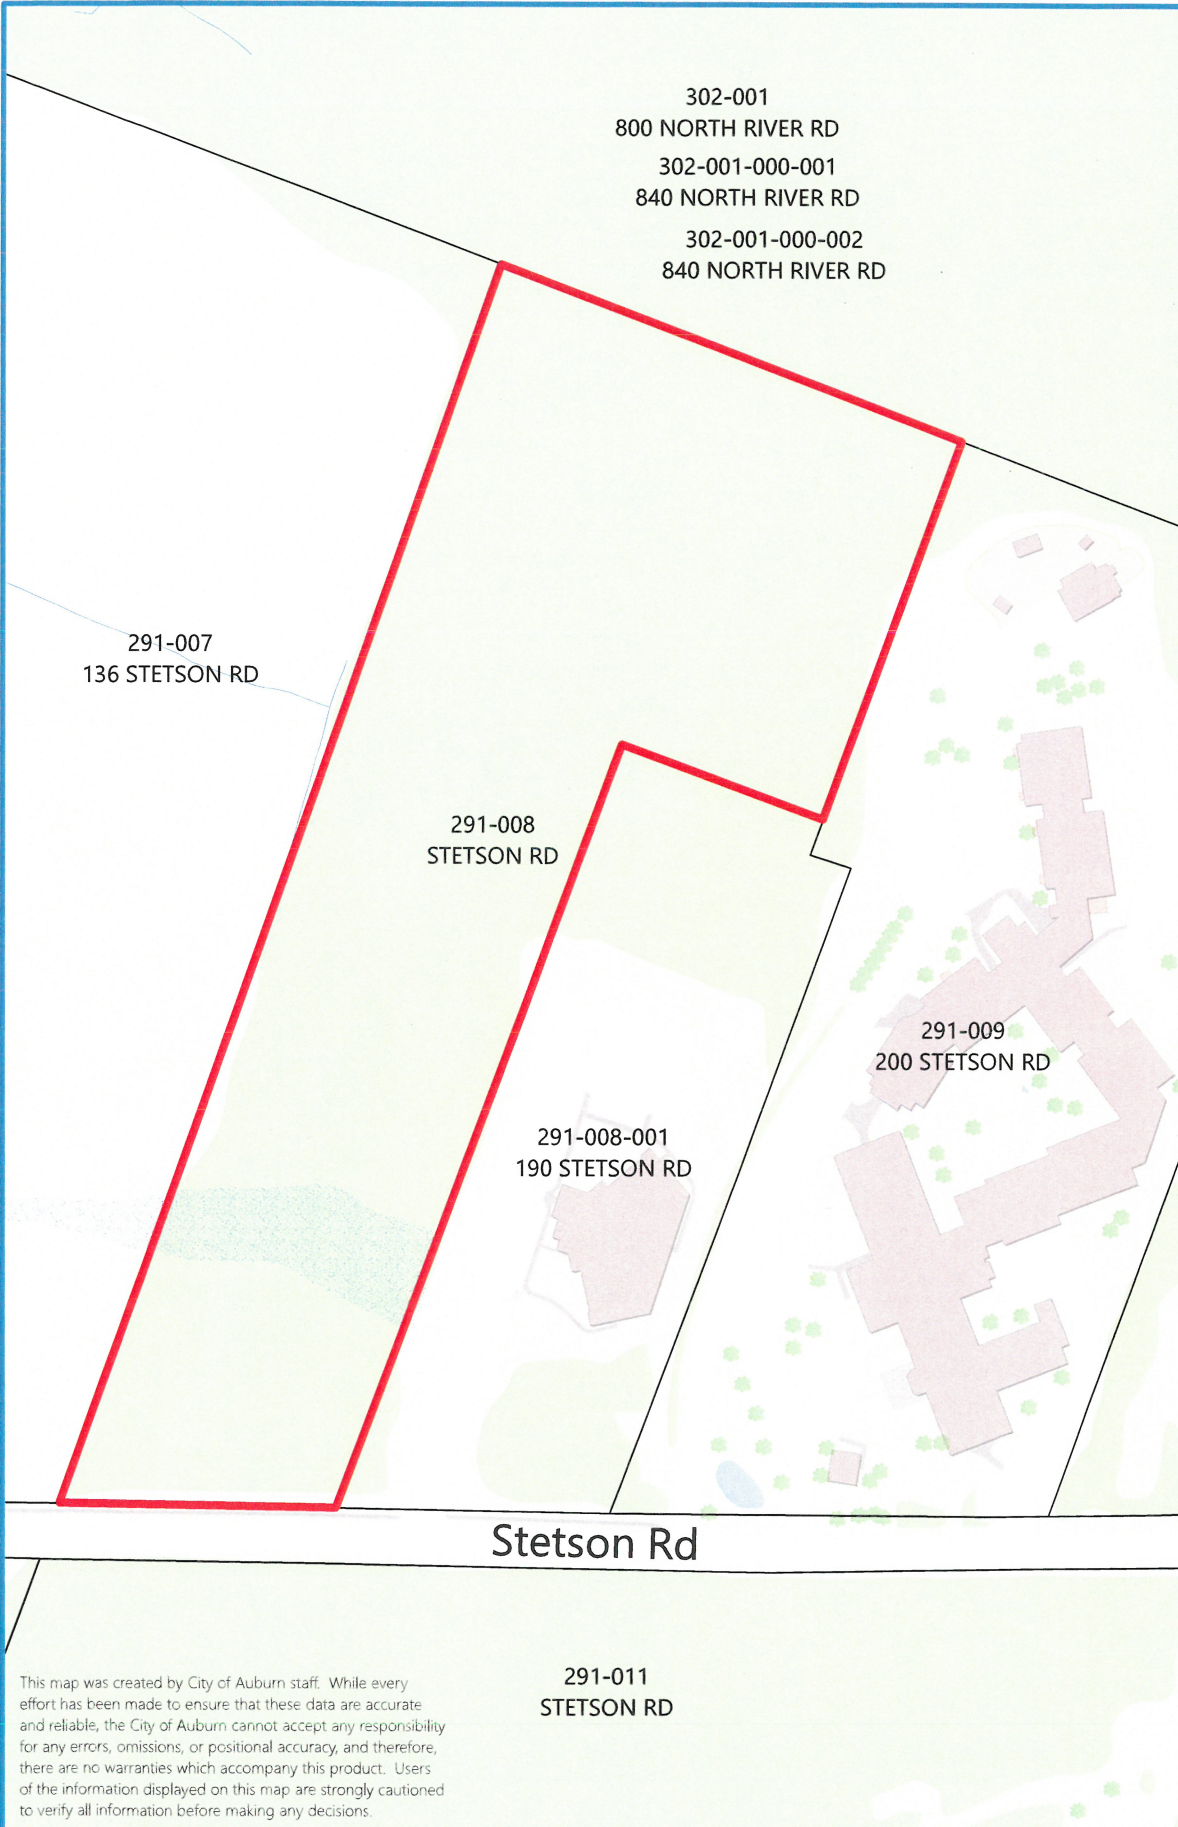 302-001
800 NORTH RIVER RD
302-001-000-001
840 NORTH RIVER RD
302-001-000-002
840 NORTH RIVER RD
291-007
136 STETSON RD
291-008
STETSON RD
291-009
200 STETSON RD
291-008-001
190 STETSON RD
Stetson Rd
291-011
STETSON RD
This map was created by City of Auburn staff. While every
effort has been made to ensure that these data are accurate
and reliable, the City of Auburn cannot accept any responsibility
for any errors, omissions, or positional accuracy, and therefore,
there are no warranties which accompany this product. Users
of the information displayed on this map are strongly cautioned
to verify all information before making any decisions.